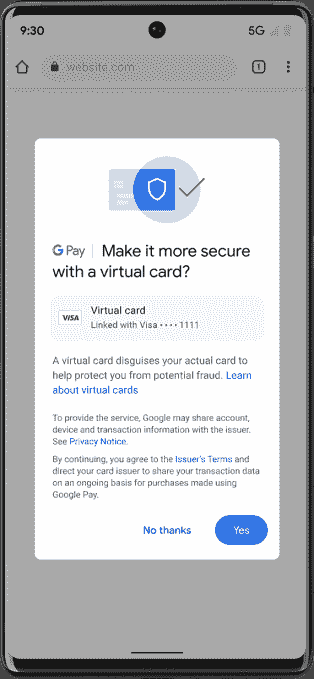 9:30
5G
website.com
1
G Pay | Make it more secure
with a virtual card?
VISA
Virtual card
Linked with Visa •••• 1111
A virtual card disguises your actual card to
help protect you from potential fraud. Learn
about virtual cards
To provide the service, Google may share account,
device and transaction information with the issuer.
See Privacy Notice.
By continuing, you agree to the Issuer's Terms and
direct your card issuer to share your transaction data
on an ongoing basis for purchases made using
Google Pay.
No thanks
Yes